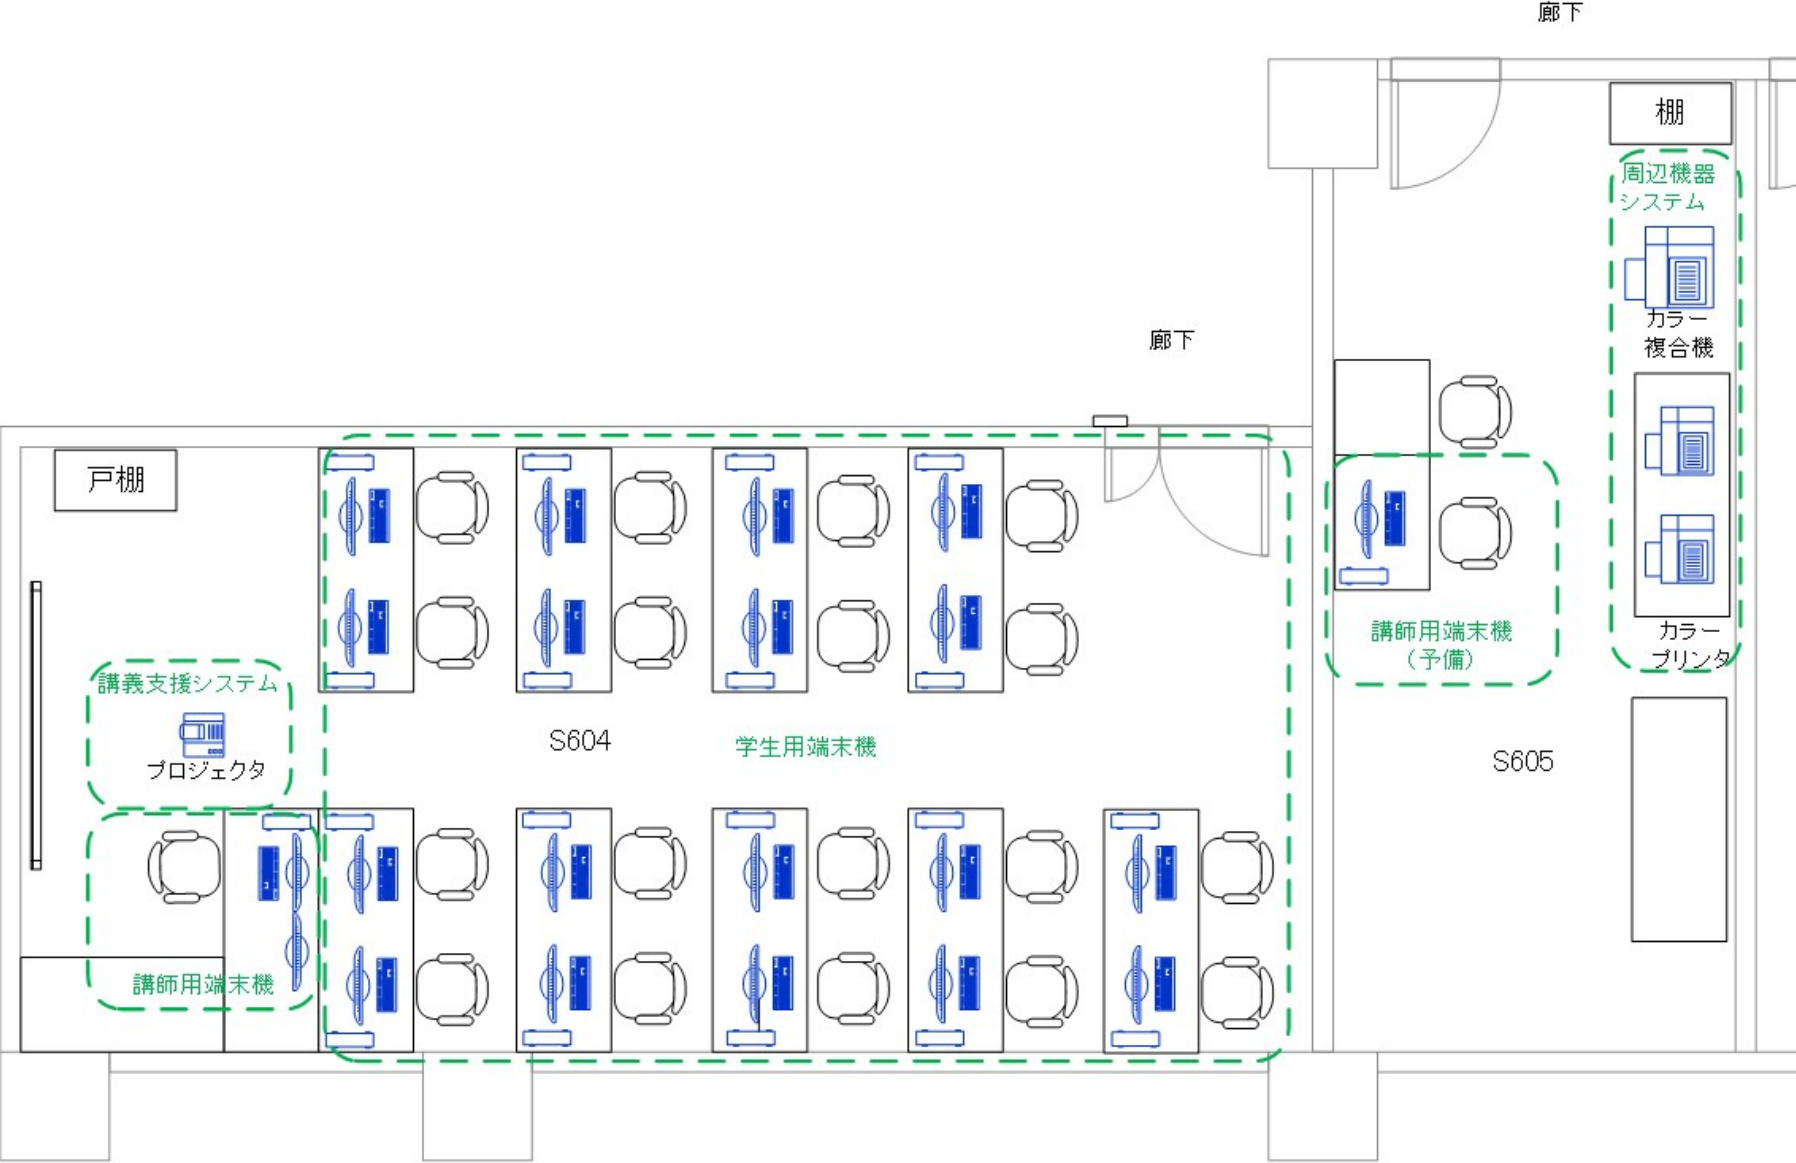 廊下
棚
周辺機器
システム
カラー
複合機
廊下
戸棚
カラー
プリンタ
講師用端末機
（予備）
講義支援システム
プロジェクタ
S604
学生用端末機
S605
講師用端末機